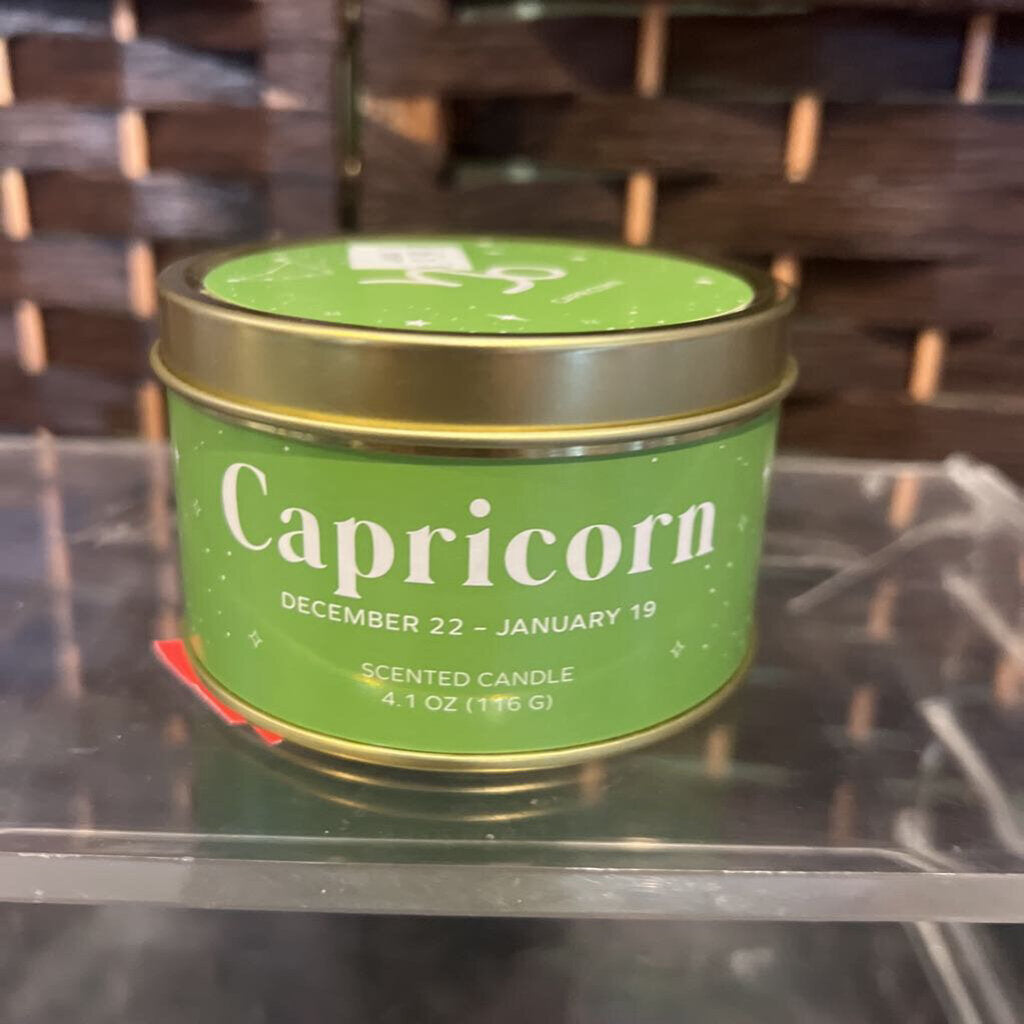 Capricorn
DECEMBER 22 – JANUARY 19
SCENTED CANDLE
4.1 OZ (116 G)